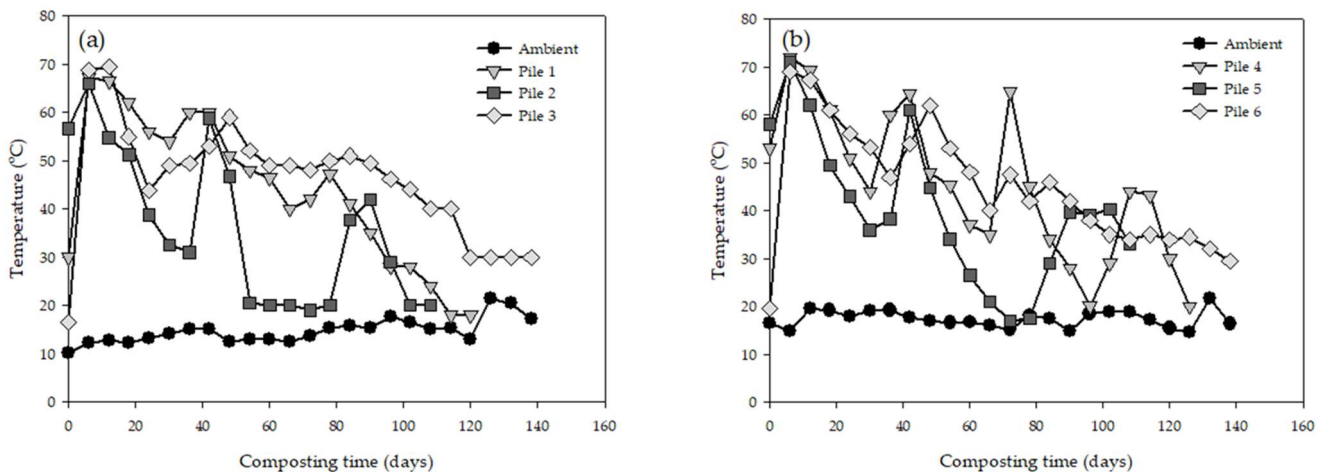 (a)
Temperature (°C)
80
70
60
50
40
30
20
10
0
0 20 40 60 80 100 120 140 160
Composting time (days)
Ambient
Pile 1
Pile 2
Pile 3
(b)
Temperature (°C)
80
70
60
50
40
30
20
10
0
0 20 40 60 80 100 120 140 160
Composting time (days)
Ambient
Pile 4
Pile 5
Pile 6